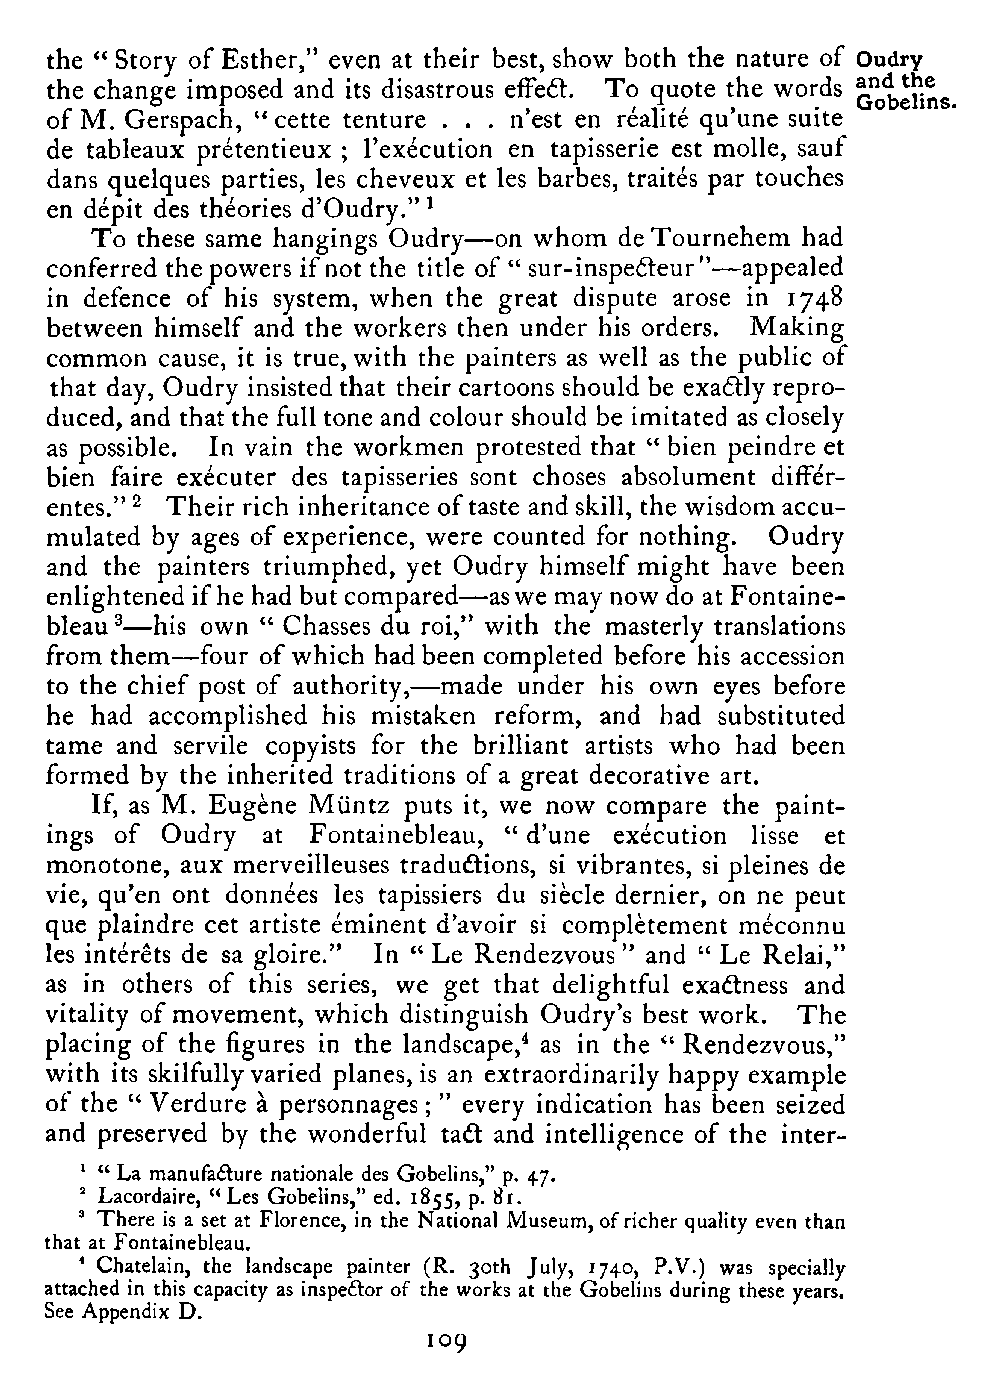 the “ Story of Esther,” even at their best, show both the nature of
the change imposed and its disastrous effect. To quote the words
of M. Gerspach, “ cette tenture . . . n’est en réalité qu’une suite
de tableaux prétentieux ; l’exécution en tapisserie est molle, sauf
dans quelques parties, les cheveux et les barbes, traités par touches
en dépit des théories d’Oudry.” ¹
Oudry
and the
Gobelins.
To these same hangings Oudry—on whom de Tournehem had
conferred the powers if not the title of “ sur-inspecteur ”—appealed
in defence of his system, when the great dispute arose in 1748
between himself and the workers then under his orders. Making
common cause, it is true, with the painters as well as the public of
that day, Oudry insisted that their cartoons should be exactly repro-
duced, and that the full tone and colour should be imitated as closely
as possible. In vain the workmen protested that “ bien peindre et
bien faire exécuter des tapisseries sont choses absolument différ-
entes.” ² Their rich inheritance of taste and skill, the wisdom accu-
mulated by ages of experience, were counted for nothing. Oudry
and the painters triumphed, yet Oudry himself might have been
enlightened if he had but compared—as we may now do at Fontaine-
bleau ³—his own “ Chasses du roi,” with the masterly translations
from them—four of which had been completed before his accession
to the chief post of authority,—made under his own eyes before
he had accomplished his mistaken reform, and had substituted
tame and servile copyists for the brilliant artists who had been
formed by the inherited traditions of a great decorative art.
If, as M. Eugène Müntz puts it, we now compare the paint-
ings of Oudry at Fontainebleau, “ d’une exécution lisse et
monotone, aux merveilleuses traductions, si vibrantes, si pleines de
vie, qu’en ont données les tapissiers du siècle dernier, on ne peut
que plaindre cet artiste éminent d’avoir si complètement méconnu
les intérêts de sa gloire.” In “ Le Rendezvous ” and “ Le Relai,”
as in others of this series, we get that delightful exactness and
vitality of movement, which distinguish Oudry’s best work. The
placing of the figures in the landscape,⁴ as in the “ Rendezvous,”
with its skilfully varied planes, is an extraordinarily happy example
of the “ Verdure à personnages ; ” every indication has been seized
and preserved by the wonderful tact and intelligence of the inter-
¹ “ La manufacture nationale des Gobelins,” p. 47.
² Lacordaire, “ Les Gobelins,” ed. 1855, p. 81.
³ There is a set at Florence, in the National Museum, of richer quality even than
that at Fontainebleau.
⁴ Chatelain, the landscape painter (R. 30th July, 1740, P.V.) was specially
attached in this capacity as inspector of the works at the Gobelins during these years.
See Appendix D.
109